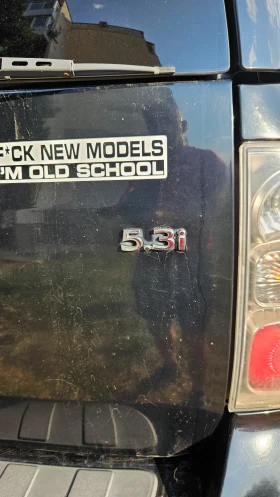 F*CK NEW MODELS
'M OLD SCHOOL
5.3i